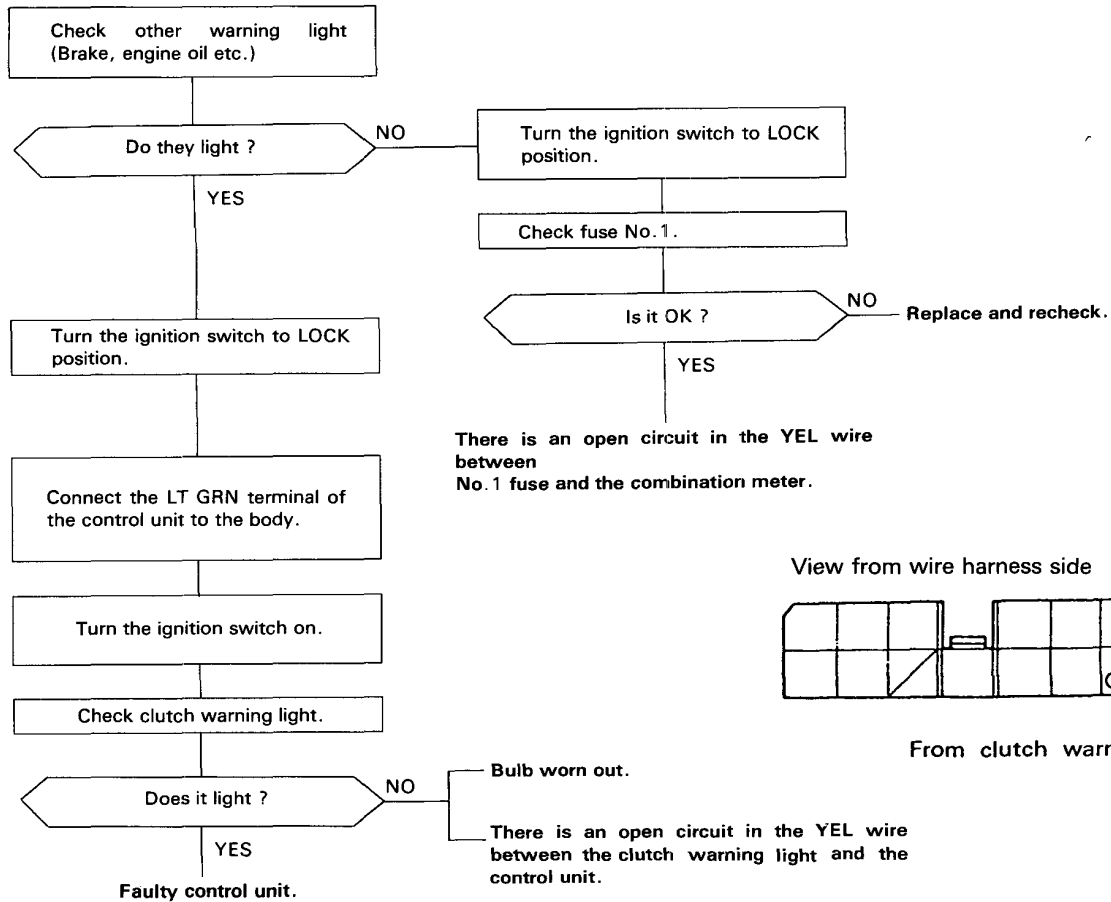 Check other warning light
(Brake, engine oil etc.)
Do they light ?
NO
YES
Turn the ignition switch to LOCK
position.
Check fuse No.1.
Is it OK ?
NO
Replace and recheck.
YES
There is an open circuit in the YEL wire
between
No.1 fuse and the combination meter.
Turn the ignition switch to LOCK
position.
Connect the LT GRN terminal of
the control unit to the body.
Turn the ignition switch on.
Check clutch warning light.
Does it light ?
NO
Bulb worn out.
There is an open circuit in the YEL wire
between the clutch warning light and the
control unit.
YES
Faulty control unit.
View from wire harness side
From clutch warn